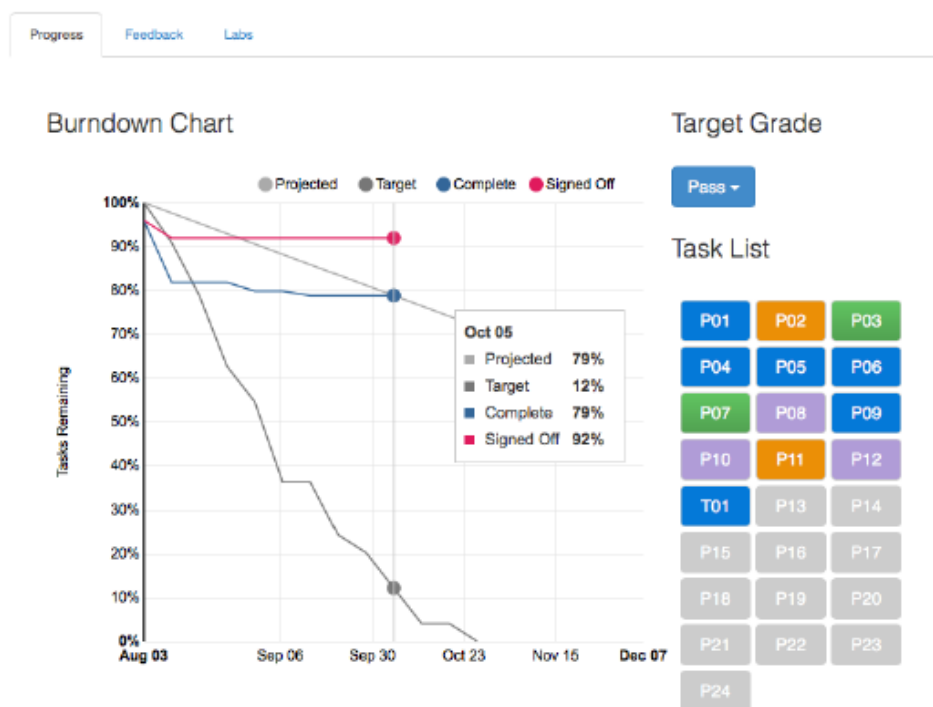 Progress Feedback Labs
Burndown Chart
Projected Target Complete Signed Off
100%
90%
80%
70%
60%
50%
40%
30%
20%
10%
0%
Tasks Remaining
Aug 03 Sep 06 Sep 30 Oct 23 Nov 15 Dec 07
Oct 05
Projected 79%
Target 12%
Complete 79%
Signed Off 92%
Target Grade
Pass
Task List
P01 P02 P03
P04 P05 P06
P07 P08 P09
P10 P11 P12
T01 P13 P14
P15 P16 P17
P18 P19 P20
P21 P22 P23
P24